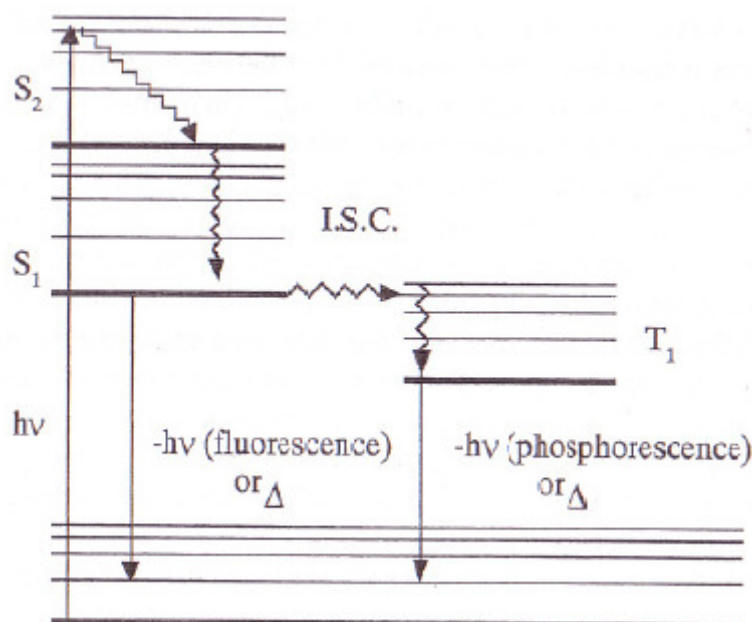 S2
I.S.C.
S1
T1
hν
-hν (fluorescence)
or Δ
-hν (phosphorescence)
or Δ